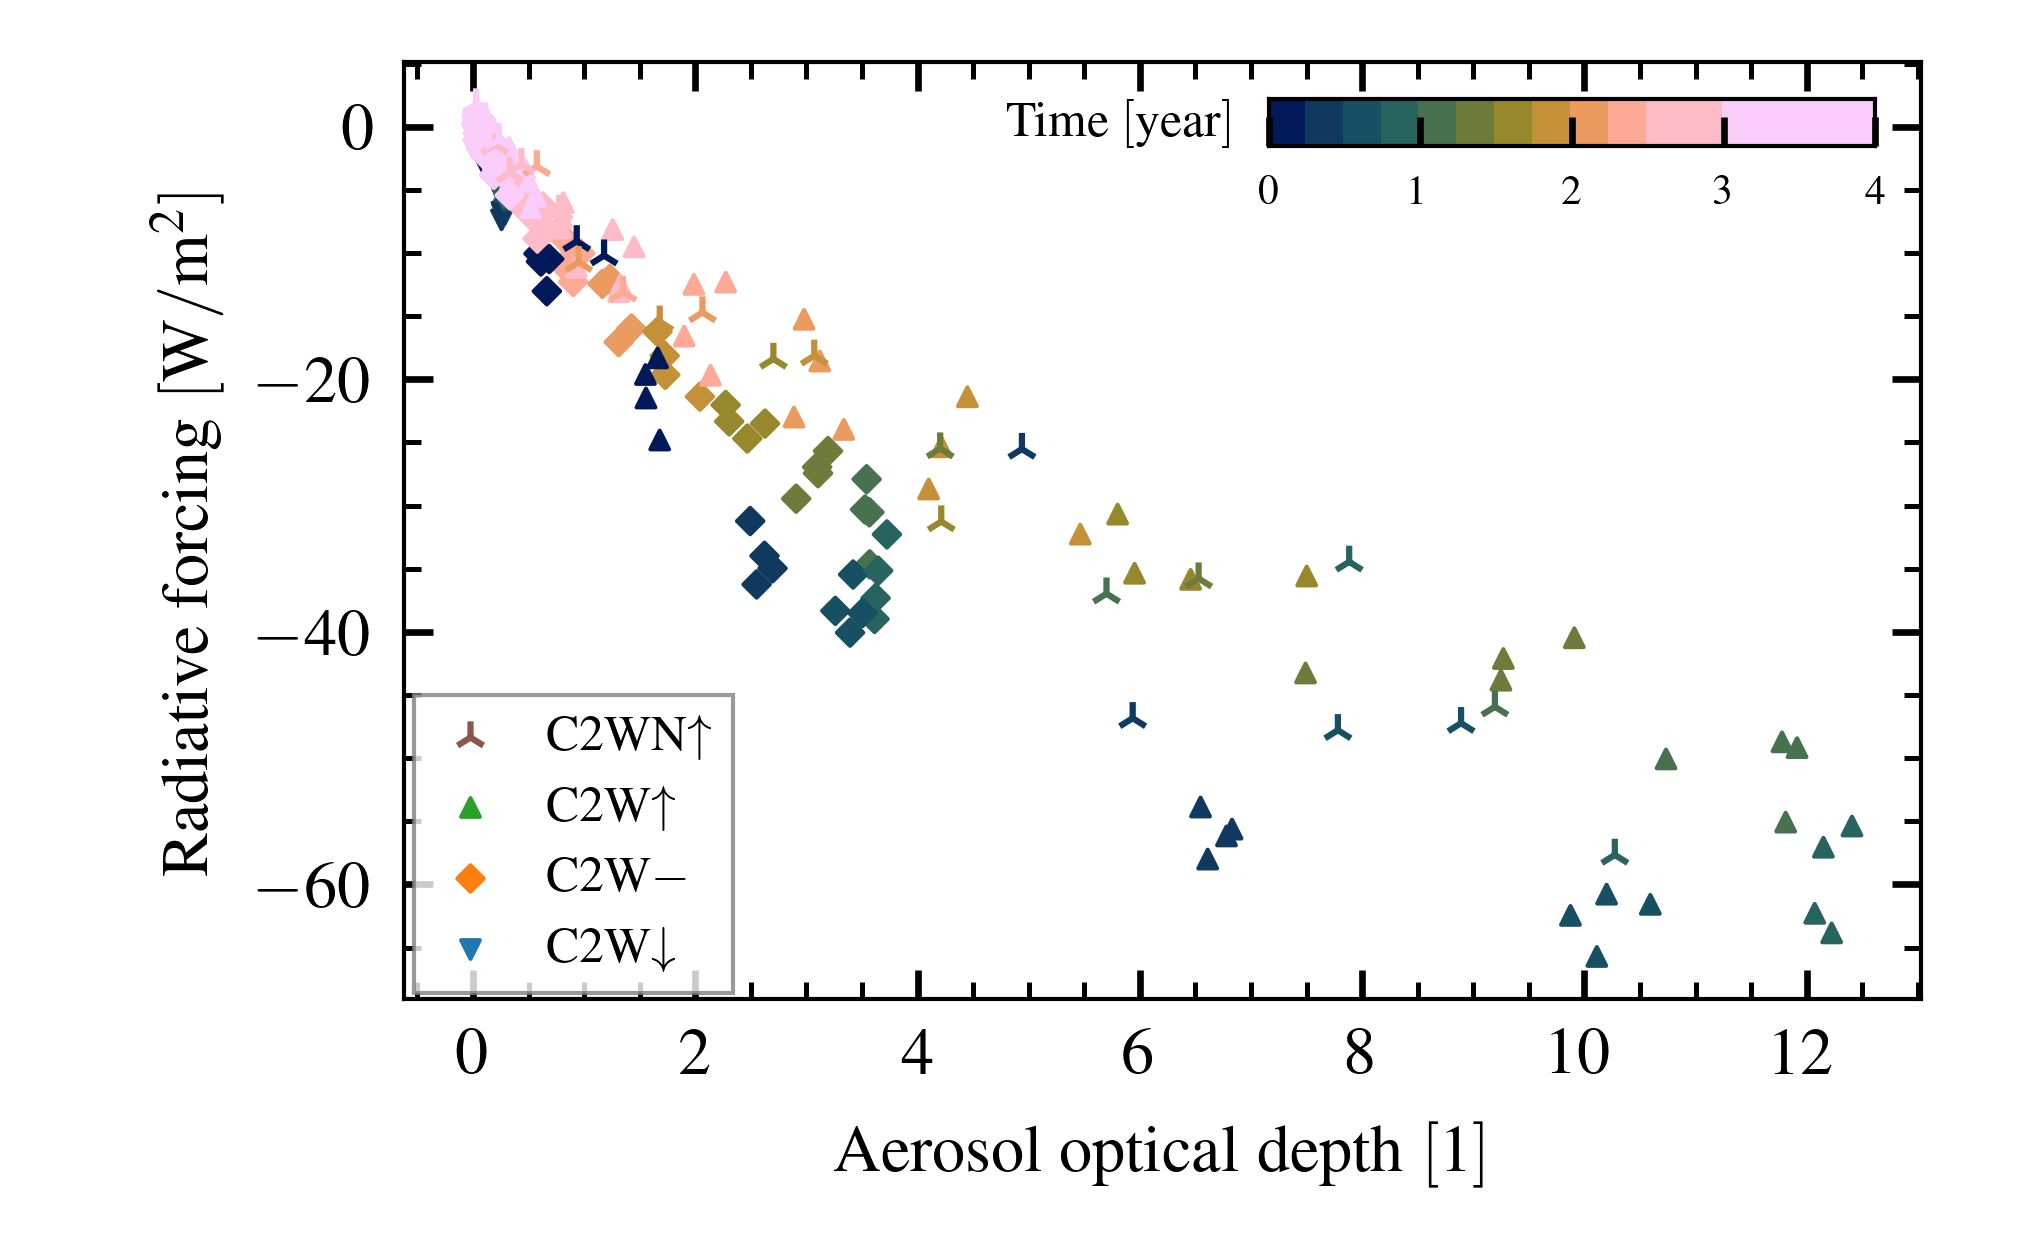 Time [year]
0 1 2 3 4
Radiative forcing [W/m²]
0
−20
−40
−60
C2WN↑
C2W↑
C2W−
C2W↓
0 2 4 6 8 10 12
Aerosol optical depth [1]